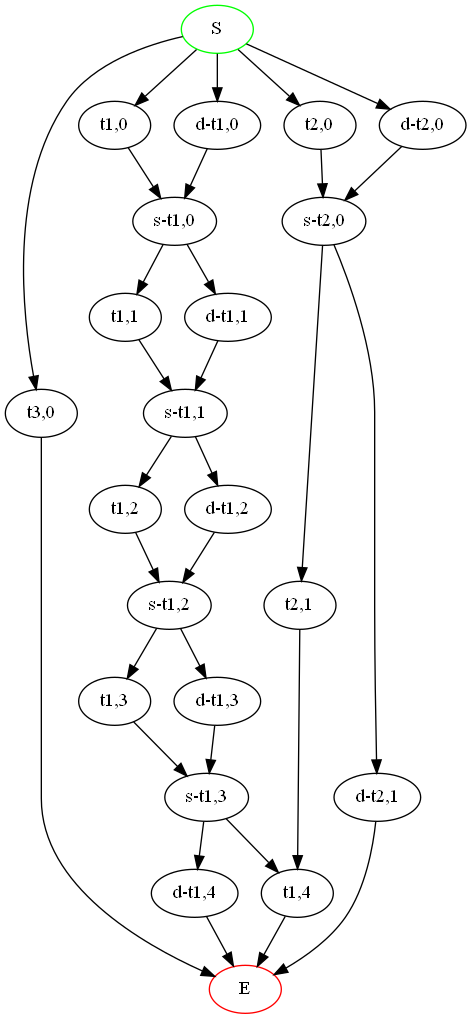 S
t1,0
d-t1,0
t2,0
d-t2,0
s-t1,0
s-t2,0
t1,1
d-t1,1
t3,0
s-t1,1
t1,2
d-t1,2
s-t1,2
t2,1
t1,3
d-t1,3
s-t1,3
d-t2,1
d-t1,4
t1,4
E